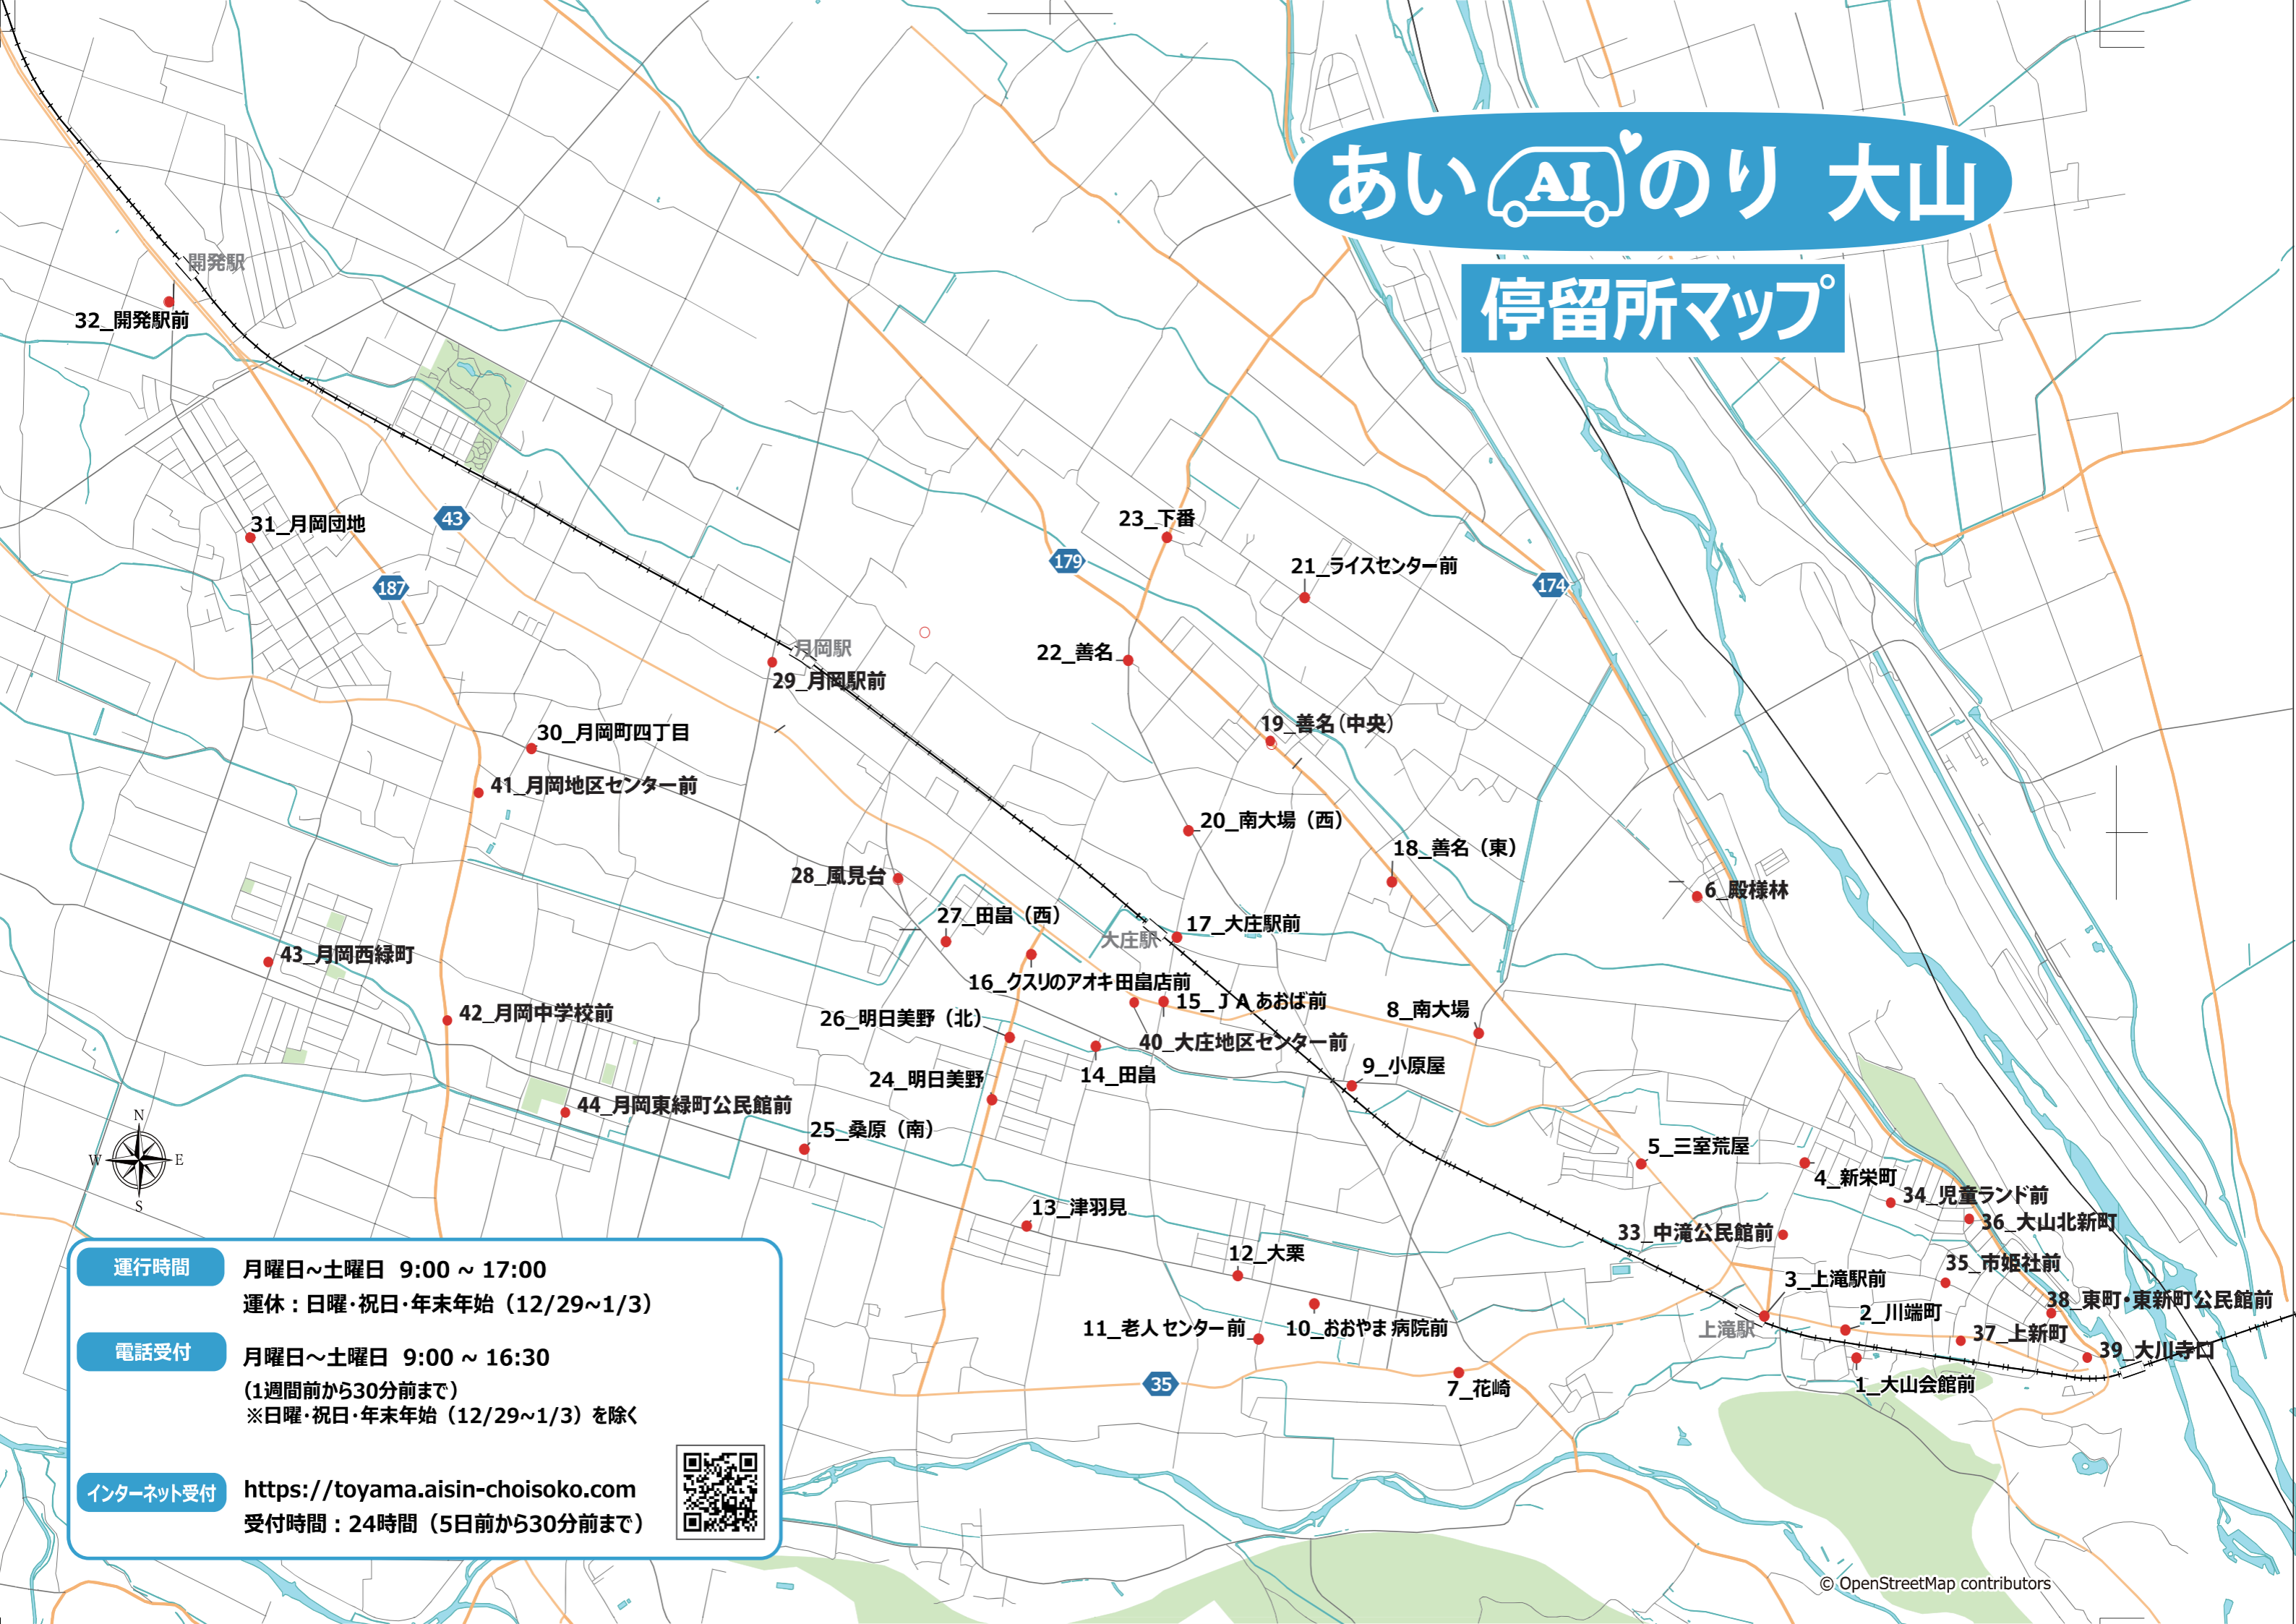 あい AI のり 大山
停留所マップ
開発駅
32_開発駅前
31_月岡団地
43
187
23_下番
179
21_ライスセンター前
174
月岡駅
29_月岡駅前
22_善名
19_善名(中央)
30_月岡町四丁目
41_月岡地区センター前
20_南大場（西）
18_善名（東）
28_風見台
6_殿様林
27_田畠（西）
17_大庄駅前
大庄駅
43_月岡西緑町
16_クスリのアオキ田畠店前
15_ＪＡあおば前
42_月岡中学校前
26_明日美野（北）
8_南大場
40_大庄地区センター前
9_小原屋
14_田畠
24_明日美野
44_月岡東緑町公民館前
25_桑原（南）
5_三室荒屋
4_新栄町
34_児童ランド前
36_大山北新町
13_津羽見
33_中滝公民館前
12_大栗
35_市姫社前
3_上滝駅前
38_東町・東新町公民館前
2_川端町
11_老人センター前
10_おおやま病院前
上滝駅
37_上新町
39_大川寺口
35
7_花崎
1_大山会館前
N
W
E
S
運行時間
月曜日~土曜日 9:00 ~ 17:00
運休：日曜・祝日・年末年始（12/29~1/3）
電話受付
月曜日～土曜日 9:00 ~ 16:30
（1週間前から30分前まで）
※日曜・祝日・年末年始（12/29~1/3）を除く
インターネット受付
https://toyama.aisin-choisoko.com
受付時間：24時間（5日前から30分前まで）
© OpenStreetMap contributors